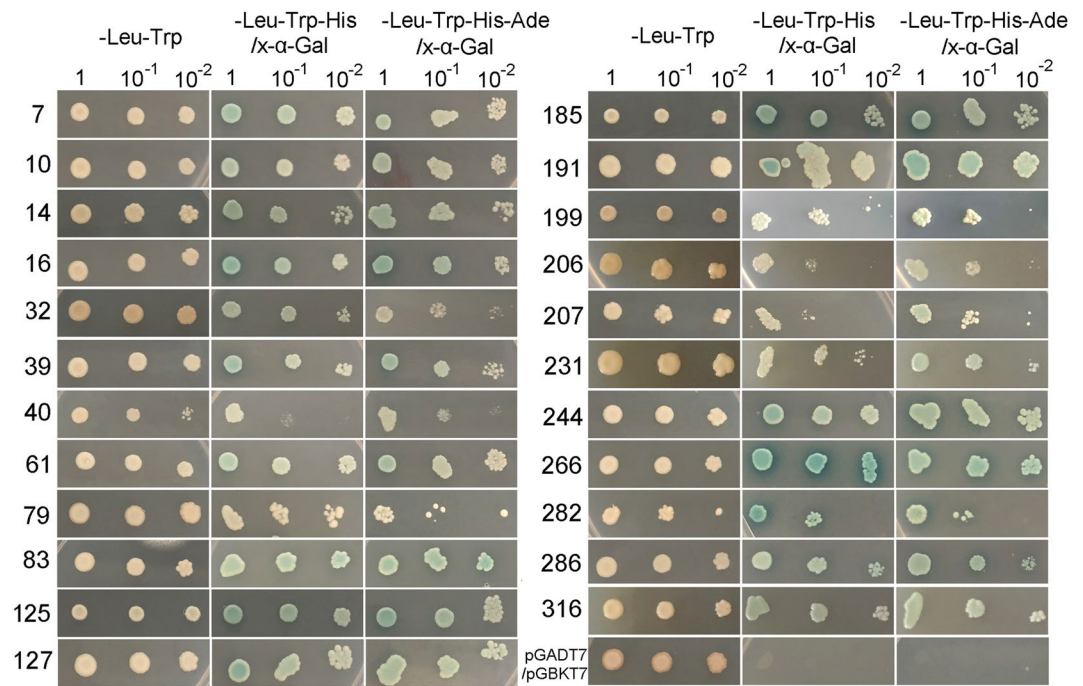 -Leu-Trp
-Leu-Trp-His
/x-α-Gal
-Leu-Trp-His-Ade
/x-α-Gal
1 10⁻¹ 10⁻² 1 10⁻¹ 10⁻² 1 10⁻¹ 10⁻²
7
10
14
16
32
39
40
61
79
83
125
127
-Leu-Trp
-Leu-Trp-His
/x-α-Gal
-Leu-Trp-His-Ade
/x-α-Gal
1 10⁻¹ 10⁻² 1 10⁻¹ 10⁻² 1 10⁻¹ 10⁻²
185
191
199
206
207
231
244
266
282
286
316
pGADT7
/pGBKT7